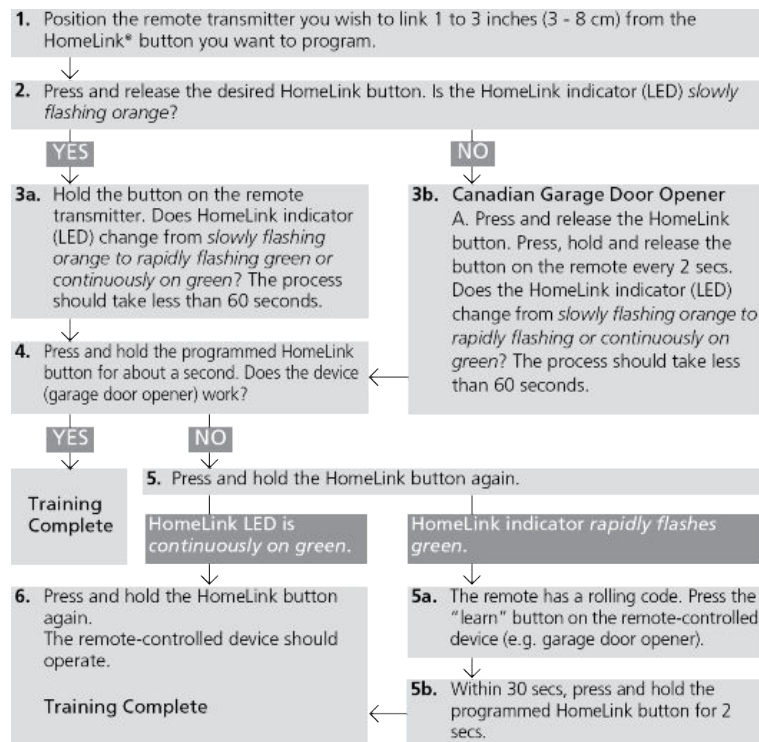 1. Position the remote transmitter you wish to link 1 to 3 inches (3 - 8 cm) from the
HomeLink* button you want to program.
2. Press and release the desired HomeLink button. Is the HomeLink indicator (LED) slowly
flashing orange?
YES
NO
3a. Hold the button on the remote
transmitter. Does HomeLink indicator
(LED) change from slowly flashing
orange to rapidly flashing green or
continuously on green? The process
should take less than 60 seconds.
3b. Canadian Garage Door Opener
A. Press and release the HomeLink
button. Press, hold and release the
button on the remote every 2 secs.
Does the HomeLink indicator (LED)
change from slowly flashing orange to
rapidly flashing or continuously on
green? The process should take less
than 60 seconds.
4. Press and hold the programmed HomeLink
button for about a second. Does the device
(garage door opener) work?
YES
NO
Training
Complete
5. Press and hold the HomeLink button again.
HomeLink LED is
continuously on green.
HomeLink indicator rapidly flashes
green.
6. Press and hold the HomeLink button
again.
The remote-controlled device should
operate.
Training Complete
5a. The remote has a rolling code. Press the
“learn” button on the remote-controlled
device (e.g. garage door opener).
5b. Within 30 secs, press and hold the
programmed HomeLink button for 2
secs.